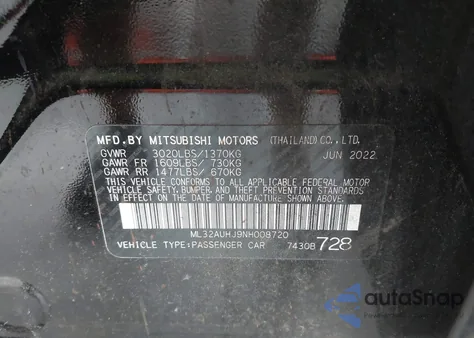 MFD.BY MITSUBISHI MOTORS (THAILAND) CO.,LTD.
GVWR 3020LBS/1370KG JUN 2022
GAWR FR 1609LBS/ 730KG
GAWR RR 1477LBS/ 670KG
THIS VEHICLE CONFORMS TO ALL APPLICABLE FEDERAL MOTOR
VEHICLE SAFETY, BUMPER, AND THEFT PREVENTION STANDARDS
IN EFFECT ON THE DATE OF MANUFACTURE SHOWN ABOVE.
ML32AUHJ9NH008720
VEHICLE TYPE:PASSENGER CAR 74308 728
autoSnap